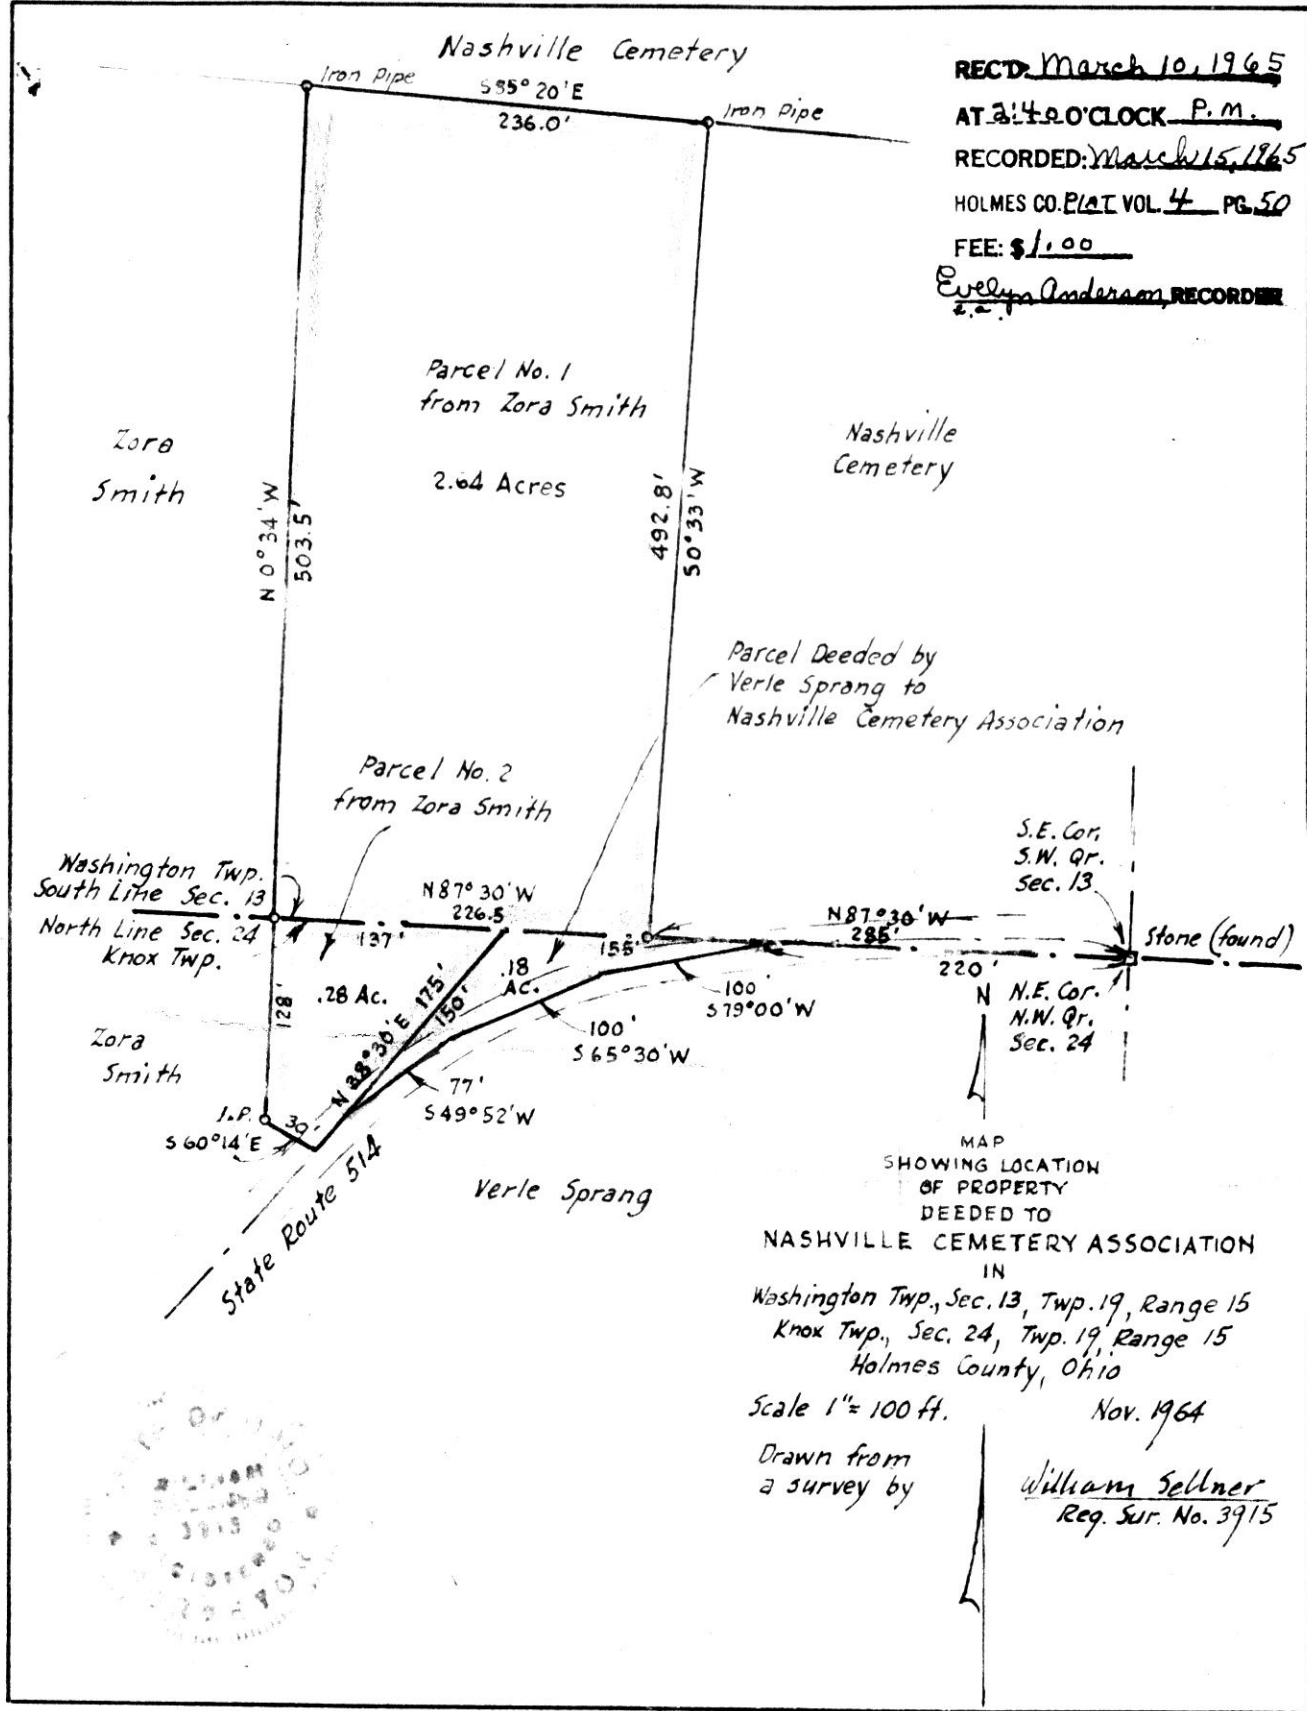 Nashville Cemetery
Iron Pipe
S85°20'E
236.0'
Iron Pipe
REC'D. March 10, 1965
AT 2:40 O'CLOCK P.M.
RECORDED: March 15, 1965
HOLMES CO. PLAT VOL. 4 PG. 50
FEE: $1.00
Evelyn Anderson, RECORDER
e.a.
Parcel No. 1
from Zora Smith
2.64 Acres
Zora
Smith
Nashville
Cemetery
N 0°34'W
503.5'
492.8'
S0°33'W
Parcel Deeded by
Verle Sprang to
Nashville Cemetery Association
Parcel No. 2
from Zora Smith
Washington Twp.
South Line Sec. 13
North Line Sec. 24
Knox Twp.
N87°30'W
226.5
137'
155'
N87°30'W
285'
220'
S.E. Cor.
S.W. Qr.
Sec. 13
Stone (found)
N.E. Cor.
N.W. Qr.
Sec. 24
N
128'
.28 Ac.
.18
Ac.
N 38°30'E 175'
150'
100'
S79°00'W
100'
S65°30'W
77'
S49°52'W
Zora
Smith
I.P.
S60°14'E
30'
State Route 514
Verle Sprang
MAP
SHOWING LOCATION
OF PROPERTY
DEEDED TO
NASHVILLE CEMETERY ASSOCIATION
IN
Washington Twp., Sec. 13, Twp. 19, Range 15
Knox Twp., Sec. 24, Twp. 19, Range 15
Holmes County, Ohio
Scale 1"= 100 ft.
Nov. 1964
Drawn from
a survey by
William Sellner
Reg. Sur. No. 3915